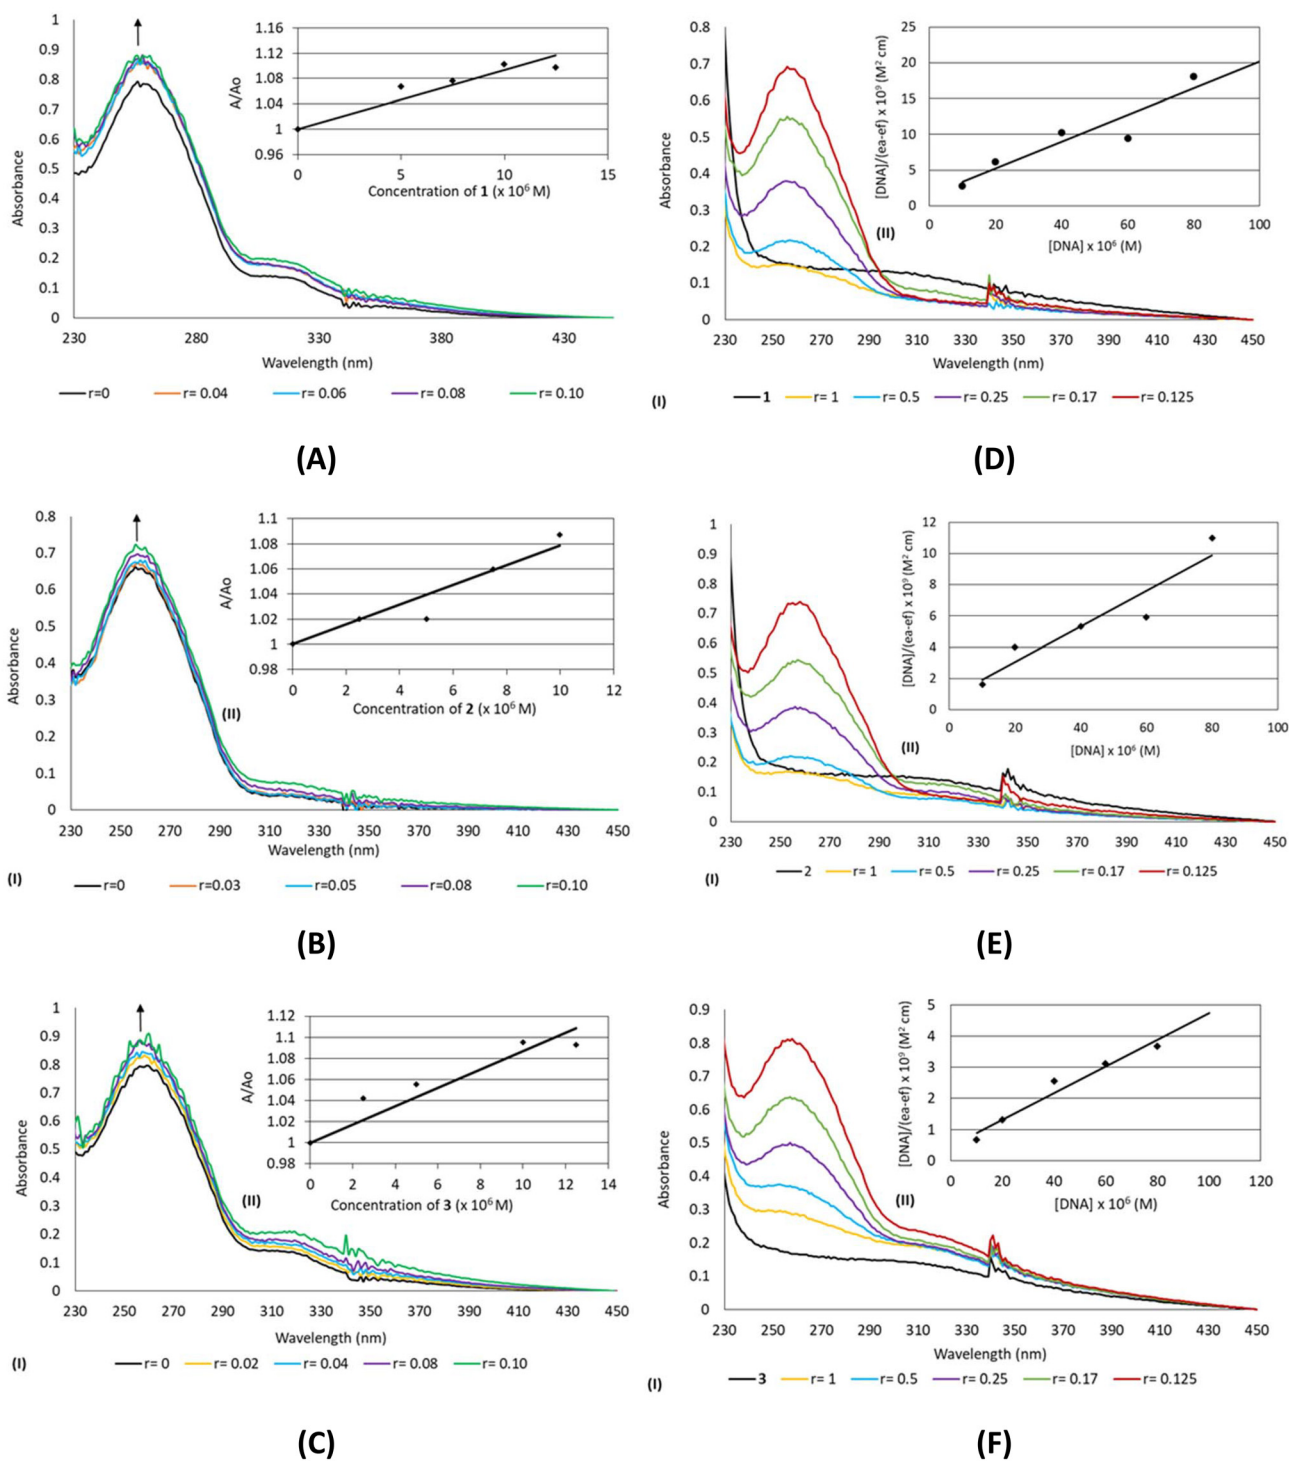 1
0.9
0.8
0.7
0.6
0.5
0.4
0.3
0.2
0.1
0
Absorbance
230 280 330 380 430
Wavelength (nm)
1.16
1.12
1.08
1.04
1
0.96
A/Ao
0 5 10 15
Concentration of 1 (x 10⁶ M)
r=0 r= 0.04 r= 0.06 r= 0.08 r= 0.10
(A)
0.8
0.7
0.6
0.5
0.4
0.3
0.2
0.1
0
Absorbance
230 250 270 290 310 330 350 370 390 410 430 450
Wavelength (nm)
25
20
15
10
5
0
[DNA]/(ea-ef) x 10⁹ (M² cm)
0 20 40 60 80 100
[DNA] x 10⁶ (M)
(II)
(I)
1 r= 1 r= 0.5 r= 0.25 r= 0.17 r= 0.125
(D)
0.8
0.7
0.6
0.5
0.4
0.3
0.2
0.1
0
Absorbance
230 250 270 290 310 330 350 370 390 410 430 450
Wavelength (nm)
1.1
1.08
1.06
1.04
1.02
1
0.98
A/Ao
0 2 4 6 8 10 12
Concentration of 2 (x 10⁶ M)
(II)
(I)
r=0 r=0.03 r=0.05 r=0.08 r=0.10
(B)
1
0.9
0.8
0.7
0.6
0.5
0.4
0.3
0.2
0.1
0
Absorbance
230 250 270 290 310 330 350 370 390 410 430 450
Wavelength (nm)
12
10
8
6
4
2
0
[DNA]/(ea-ef) x 10⁹ (M² cm)
0 20 40 60 80 100
[DNA] x 10⁶ (M)
(II)
(I)
2 r= 1 r= 0.5 r= 0.25 r= 0.17 r= 0.125
(E)
1
0.9
0.8
0.7
0.6
0.5
0.4
0.3
0.2
0.1
0
Absorbance
230 250 270 290 310 330 350 370 390 410 430 450
Wavelength (nm)
1.12
1.1
1.08
1.06
1.04
1.02
1
0.98
A/Ao
0 2 4 6 8 10 12 14
Concentration of 3 (x 10⁶ M)
(II)
(I)
r= 0 r= 0.02 r= 0.04 r= 0.08 r= 0.10
(C)
0.9
0.8
0.7
0.6
0.5
0.4
0.3
0.2
0.1
0
Absorbance
230 250 270 290 310 330 350 370 390 410 430 450
Wavelength (nm)
5
4
3
2
1
0
[DNA]/(ea-ef) x 10⁹ (M² cm)
0 20 40 60 80 100 120
[DNA] x 10⁶ (M)
(II)
(I)
3 r= 1 r= 0.5 r= 0.25 r= 0.17 r= 0.125
(F)